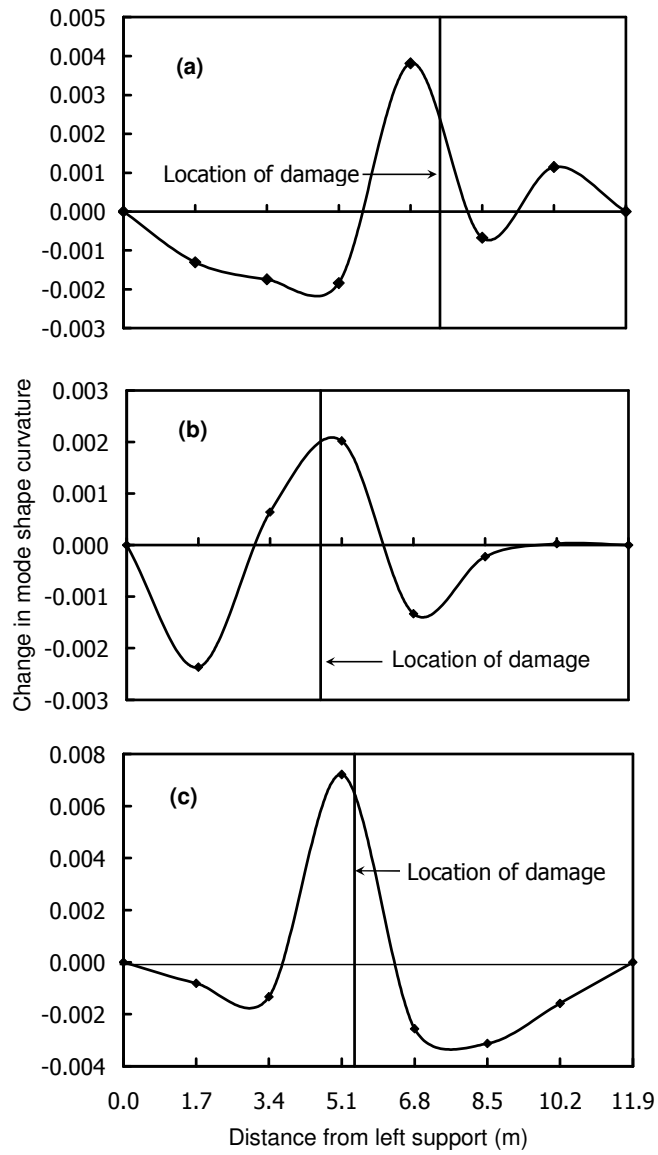 0.005
(a)
0.004
0.003
0.002
0.001
Location of damage
0.000
-0.001
-0.002
-0.003
Change in mode shape curvature
0.003
(b)
0.002
0.001
0.000
-0.001
-0.002
Location of damage
-0.003
0.008
(c)
0.006
0.004
Location of damage
0.002
0.000
-0.002
-0.004
0.0 1.7 3.4 5.1 6.8 8.5 10.2 11.9
Distance from left support (m)